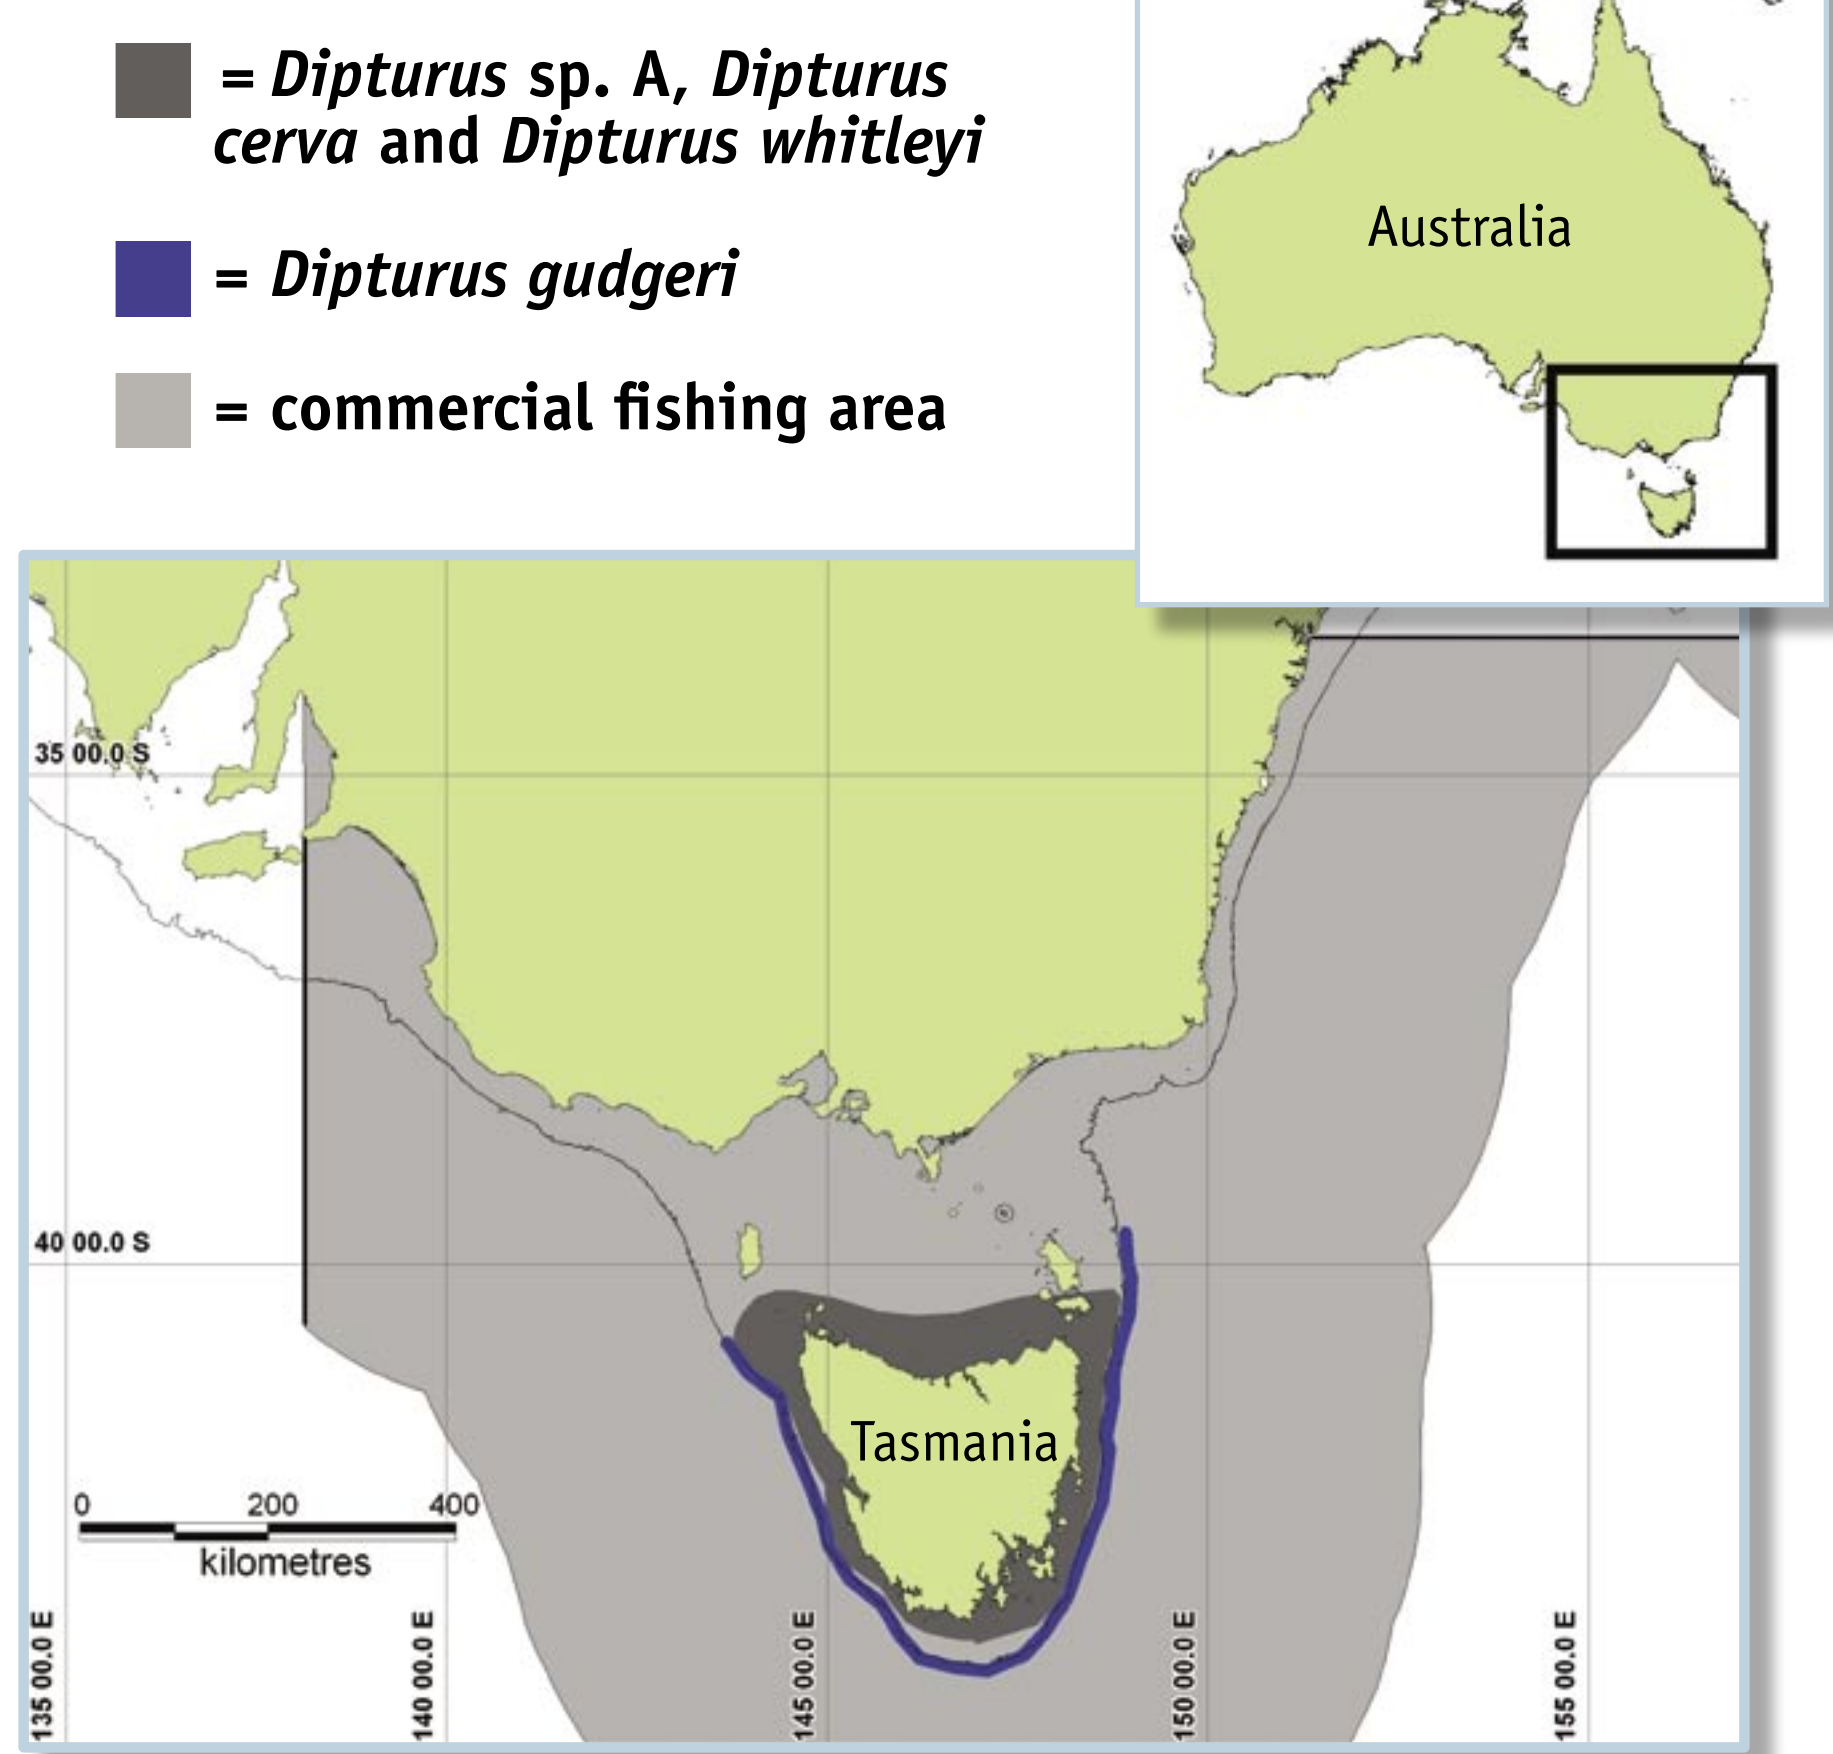 = Dipturus sp. A, Dipturus
cerva and Dipturus whitleyi
= Dipturus gudgeri
= commercial fishing area
Australia
35 00.0 S
40 00.0 S
Tasmania
0 200 400
kilometres
135 00.0 E
140 00.0 E
145 00.0 E
150 00.0 E
155 00.0 E